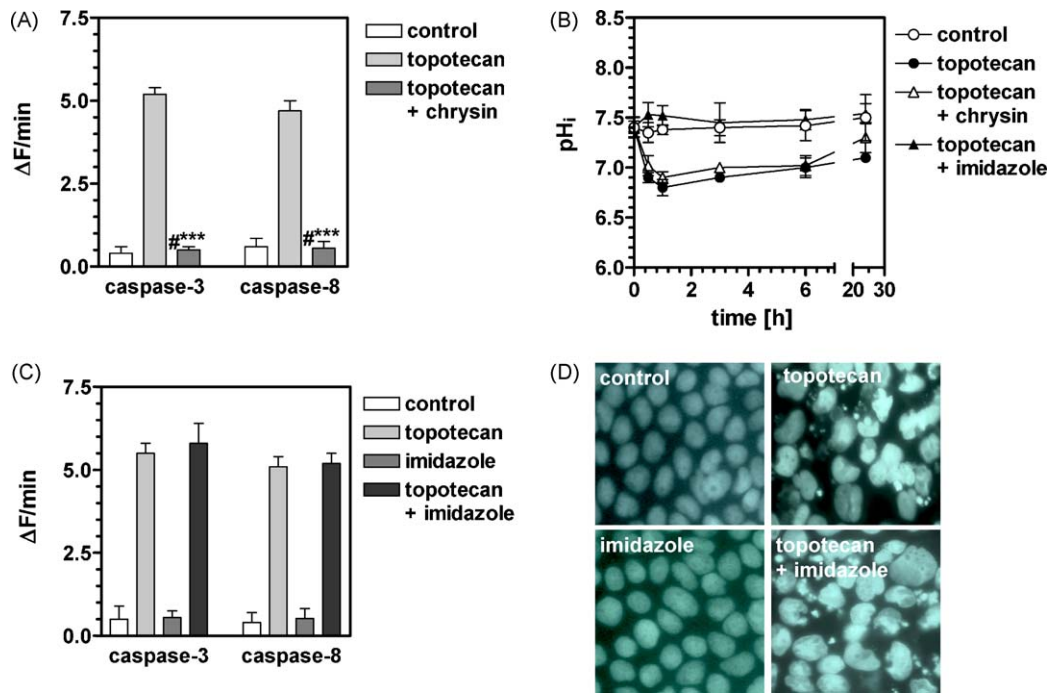 (A)
7.5
5.0
2.5
0.0
ΔF/min
#***
#***
caspase-3
caspase-8
control
topotecan
topotecan
+ chrysin
(B)
8.5
8.0
7.5
7.0
6.5
6.0
pHi
0
2
4
6
20
30
time [h]
control
topotecan
topotecan
+ chrysin
topotecan
+ imidazole
(C)
7.5
5.0
2.5
0.0
ΔF/min
caspase-3
caspase-8
control
topotecan
imidazole
topotecan
+ imidazole
(D)
control
topotecan
imidazole
topotecan
+ imidazole